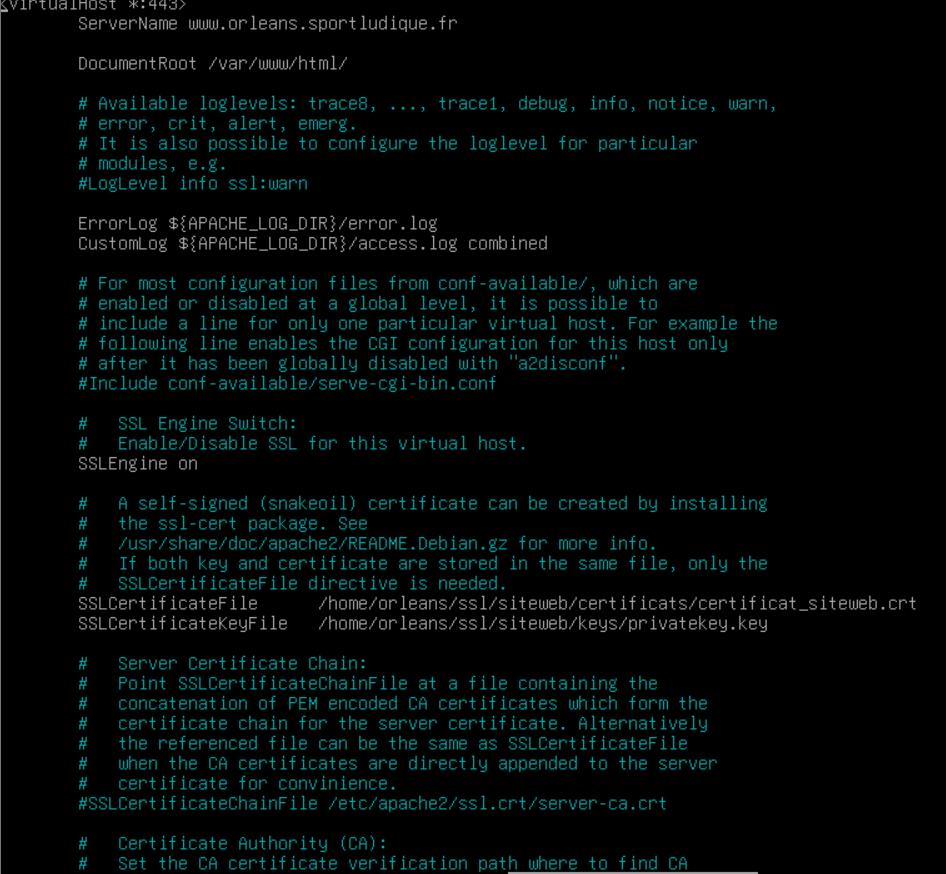 <VirtualHost *:443>
ServerName www.orleans.sportludique.fr
DocumentRoot /var/www/html/
# Available loglevels: trace8, ..., trace1, debug, info, notice, warn,
# error, crit, alert, emerg.
# It is also possible to configure the loglevel for particular
# modules, e.g.
#LogLevel info ssl:warn
ErrorLog ${APACHE_LOG_DIR}/error.log
CustomLog ${APACHE_LOG_DIR}/access.log combined
# For most configuration files from conf-available/, which are
# enabled or disabled at a global level, it is possible to
# include a line for only one particular virtual host. For example the
# following line enables the CGI configuration for this host only
# after it has been globally disabled with "a2disconf".
#Include conf-available/serve-cgi-bin.conf
#   SSL Engine Switch:
#   Enable/Disable SSL for this virtual host.
SSLEngine on
#   A self-signed (snakeoil) certificate can be created by installing
#   the ssl-cert package. See
#   /usr/share/doc/apache2/README.Debian.gz for more info.
#   If both key and certificate are stored in the same file, only the
#   SSLCertificateFile directive is needed.
SSLCertificateFile      /home/orleans/ssl/siteweb/certificats/certificat_siteweb.crt
SSLCertificateKeyFile   /home/orleans/ssl/siteweb/keys/privatekey.key
#   Server Certificate Chain:
#   Point SSLCertificateChainFile at a file containing the
#   concatenation of PEM encoded CA certificates which form the
#   certificate chain for the server certificate. Alternatively
#   the referenced file can be the same as SSLCertificateFile
#   when the CA certificates are directly appended to the server
#   certificate for convinience.
#SSLCertificateChainFile /etc/apache2/ssl.crt/server-ca.crt
#   Certificate Authority (CA):
#   Set the CA certificate verification path where to find CA